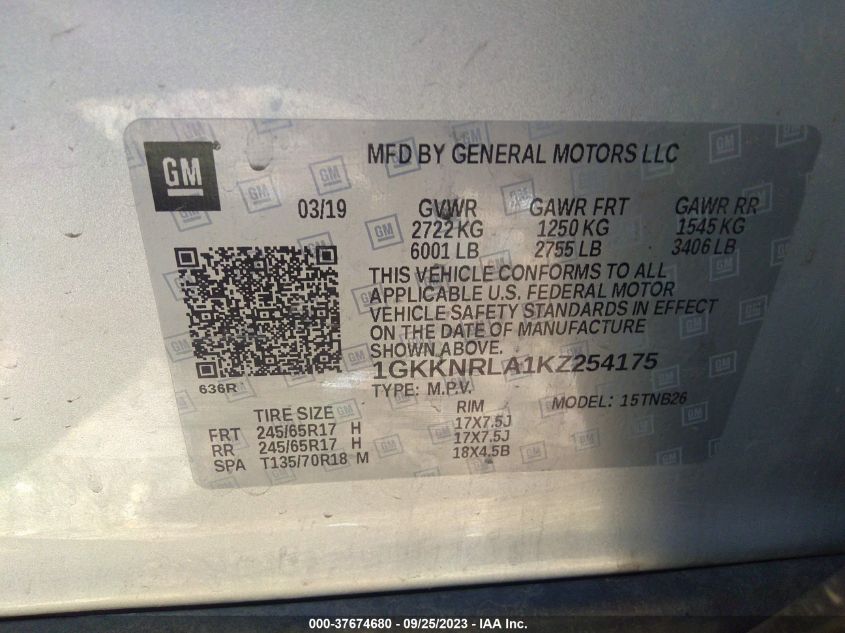 GM
MFD BY GENERAL MOTORS LLC
03/19 GVWR GAWR FRT GAWR RR
2722 KG 1250 KG 1545 KG
6001 LB 2755 LB 3406 LB
THIS VEHICLE CONFORMS TO ALL
APPLICABLE U.S. FEDERAL MOTOR
VEHICLE SAFETY STANDARDS IN EFFECT
ON THE DATE OF MANUFACTURE
SHOWN ABOVE.
1GKKNRLA1KZ254175
TYPE: M.P.V.
636R
MODEL: 15TNB26
TIRE SIZE RIM
FRT 245/65R17 H 17X7.5J
RR 245/65R17 H 17X7.5J
SPA T135/70R18 M 18X4.5B
000-37674680 - 09/25/2023 - IAA Inc.